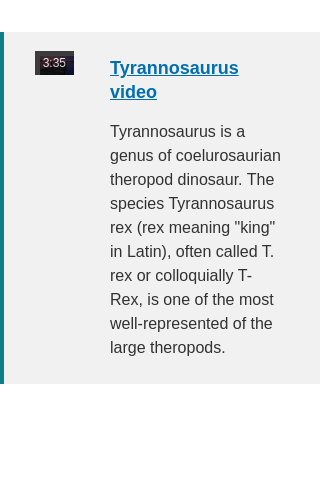 3:35
Tyrannosaurus
video
Tyrannosaurus is a
genus of coelurosaurian
theropod dinosaur. The
species Tyrannosaurus
rex (rex meaning "king"
in Latin), often called T.
rex or colloquially T-
Rex, is one of the most
well-represented of the
large theropods.